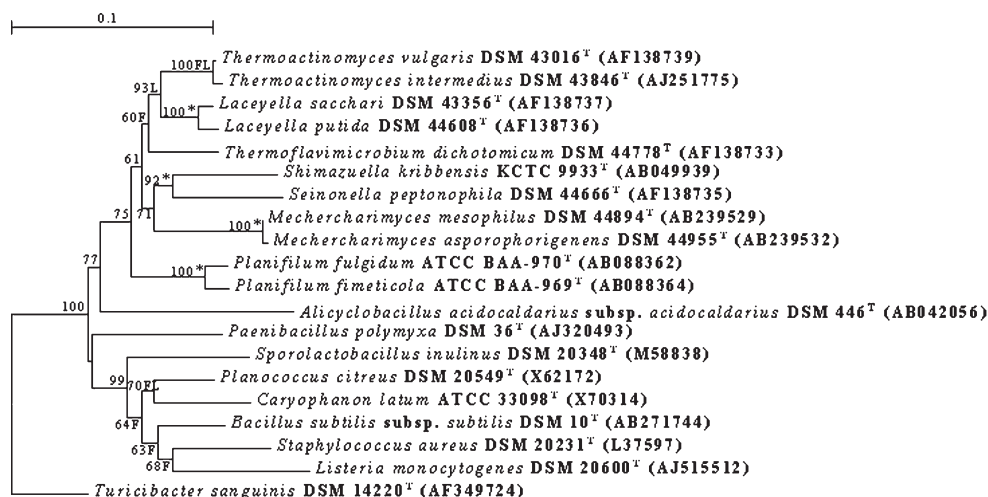 0.1
100FL
Thermoactinomyces vulgaris DSM 43016ᵀ (AF138739)
Thermoactinomyces intermedius DSM 43846ᵀ (AJ251775)
93L
Laceyella sacchari DSM 43356ᵀ (AF138737)
100*
Laceyella putida DSM 44608ᵀ (AF138736)
60F
Thermoflavimicrobium dichotomicum DSM 44778ᵀ (AF138733)
61
Shimazuella kribbensis KCTC 9933ᵀ (AB049939)
92*
Seinonella peptonophila DSM 44666ᵀ (AF138735)
75
71
Mechercharimyces mesophilus DSM 44894ᵀ (AB239529)
100*
Mechercharimyces asporophorigenens DSM 44955ᵀ (AB239532)
77
Planifilum fulgidum ATCC BAA-970ᵀ (AB088362)
100*
Planifilum fimeticola ATCC BAA-969ᵀ (AB088364)
100
Alicyclobacillus acidocaldarius subsp. acidocaldarius DSM 446ᵀ (AB042056)
Paenibacillus polymyxa DSM 36ᵀ (AJ320493)
Sporolactobacillus inulinus DSM 20348ᵀ (M58838)
99
70FL
Planococcus citreus DSM 20549ᵀ (X62172)
Caryophanon latum ATCC 33098ᵀ (X70314)
64F
Bacillus subtilis subsp. subtilis DSM 10ᵀ (AB271744)
63F
Staphylococcus aureus DSM 20231ᵀ (L37597)
68F
Listeria monocytogenes DSM 20600ᵀ (AJ515512)
Turicibacter sanguinis DSM 14220ᵀ (AF349724)